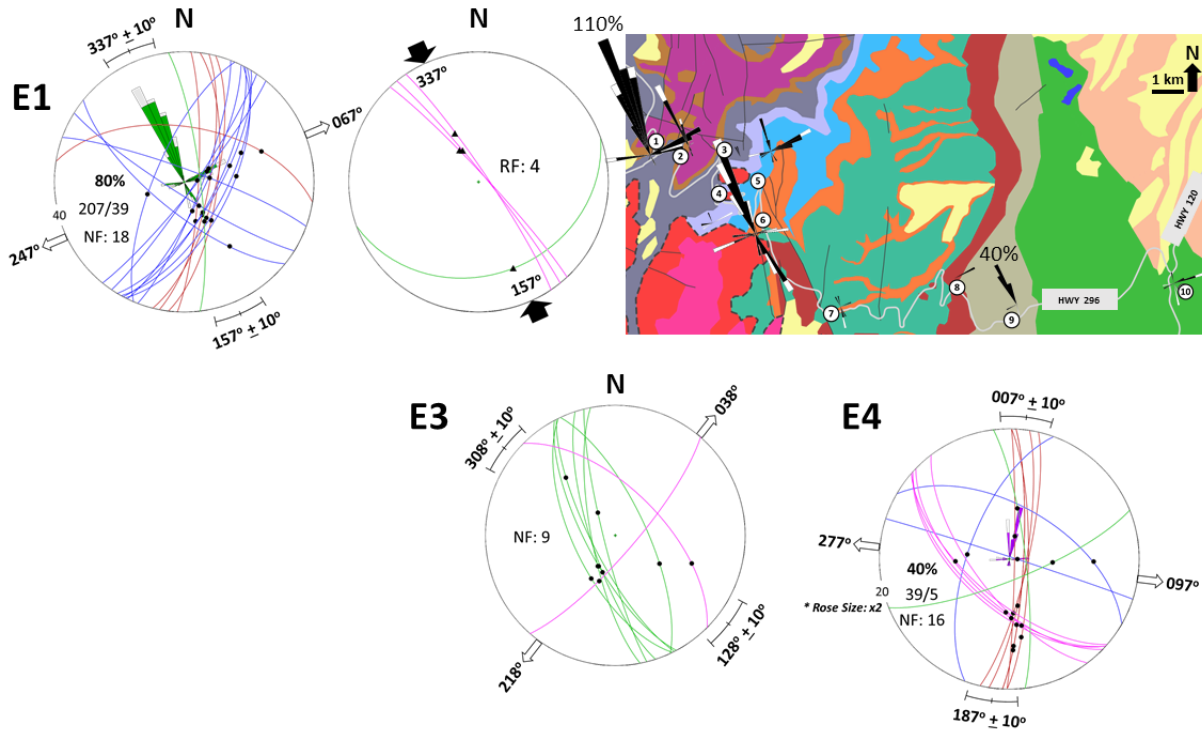 E1
N
337° ± 10°
067°
80%
40
207/39
NF: 18
247°
157° ± 10°
N
337°
RF: 4
157°
110%
N
1 km
1
2
3
4
5
6
7
8
9
10
40%
HWY 296
HWY 120
E3
N
308° ± 10°
038°
NF: 9
218°
128° ± 10°
E4
007° ± 10°
277°
097°
40%
20
39/5
* Rose Size: x2
NF: 16
187° ± 10°